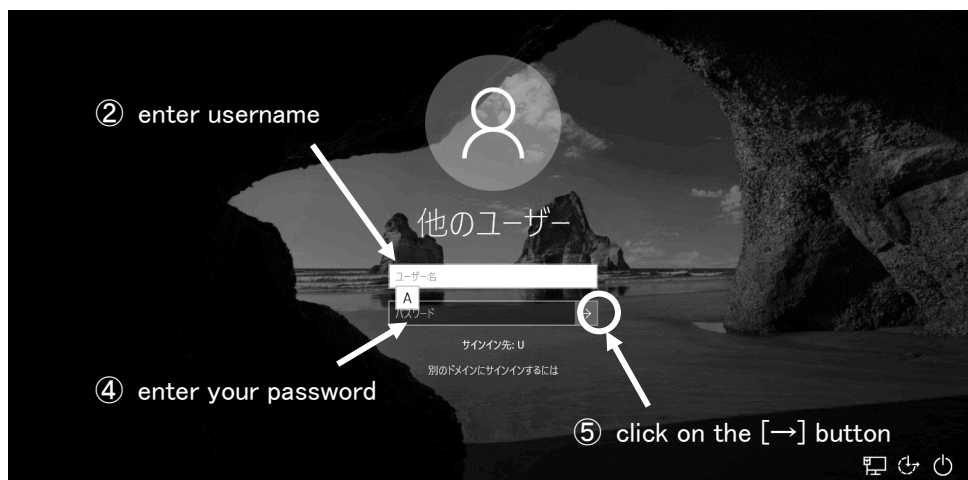 ② enter username
他のユーザー
ユーザー名
A
パスワード
→
サインイン先: U
別のドメインにサインインするには
④ enter your password
⑤ click on the [→] button